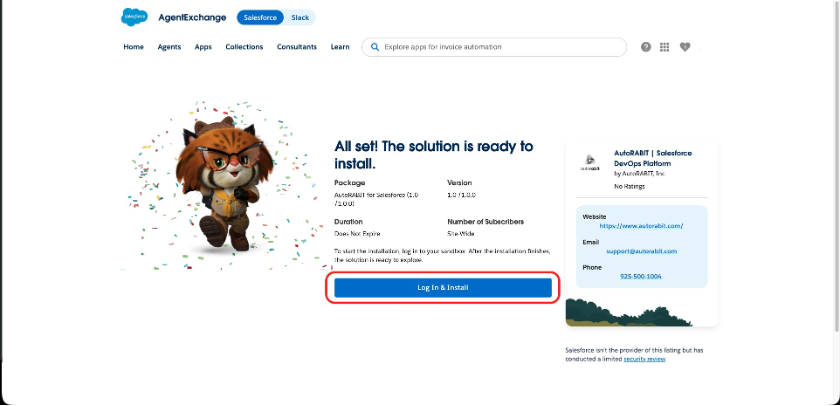 salesforce
AgentExchange
Salesforce
Slack
Home
Agents
Apps
Collections
Consultants
Learn
Explore apps for invoice automation
All set! The solution is ready to
install.
Package
Version
AutoRABIT for Salesforce (1.0
/1.0.0)
1.0 /1.0.0
Duration
Number of Subscribers
Does Not Expire
Site Wide
To start the installation, log in to your sandbox. After the installation finishes,
the solution is ready to explore.
Log In & Install
autorabit
AutoRABIT | Salesforce
DevOps Platform
by AutoRABIT, Inc.
No Ratings
Website
https://www.autorabit.com/
Email
support@autorabit.com
Phone
925-500-1004
Salesforce isn't the provider of this listing but has
conducted a limited security review.